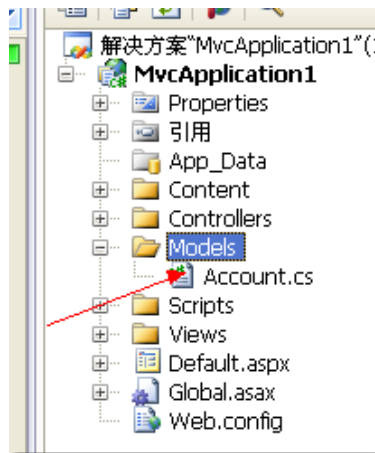 解决方案"MvcApplication1"(
MvcApplication1
Properties
引用
App_Data
Content
Controllers
Models
Account.cs
Scripts
Views
Default.aspx
Global.asax
Web.config